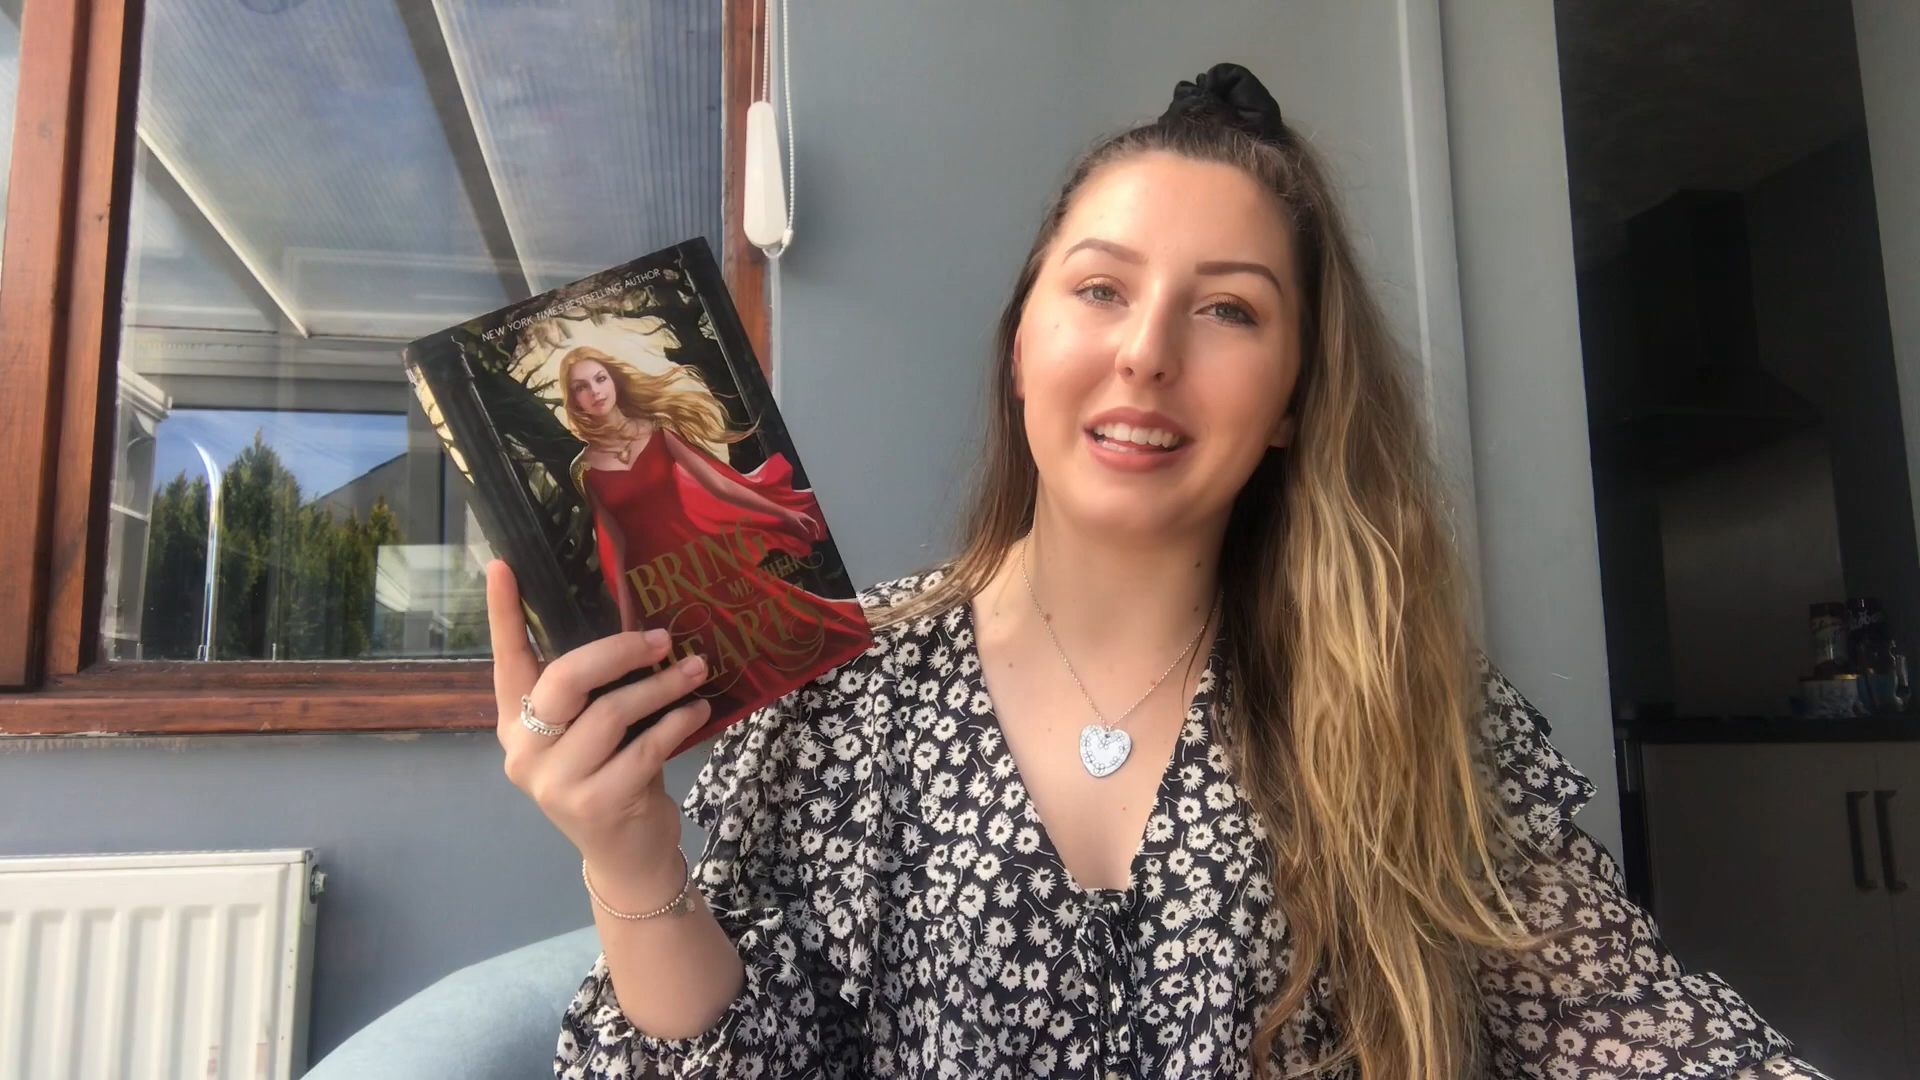 NEW YORK TIMES BESTSELLING AUTHOR
BRING
ME THEIR
HEARTS